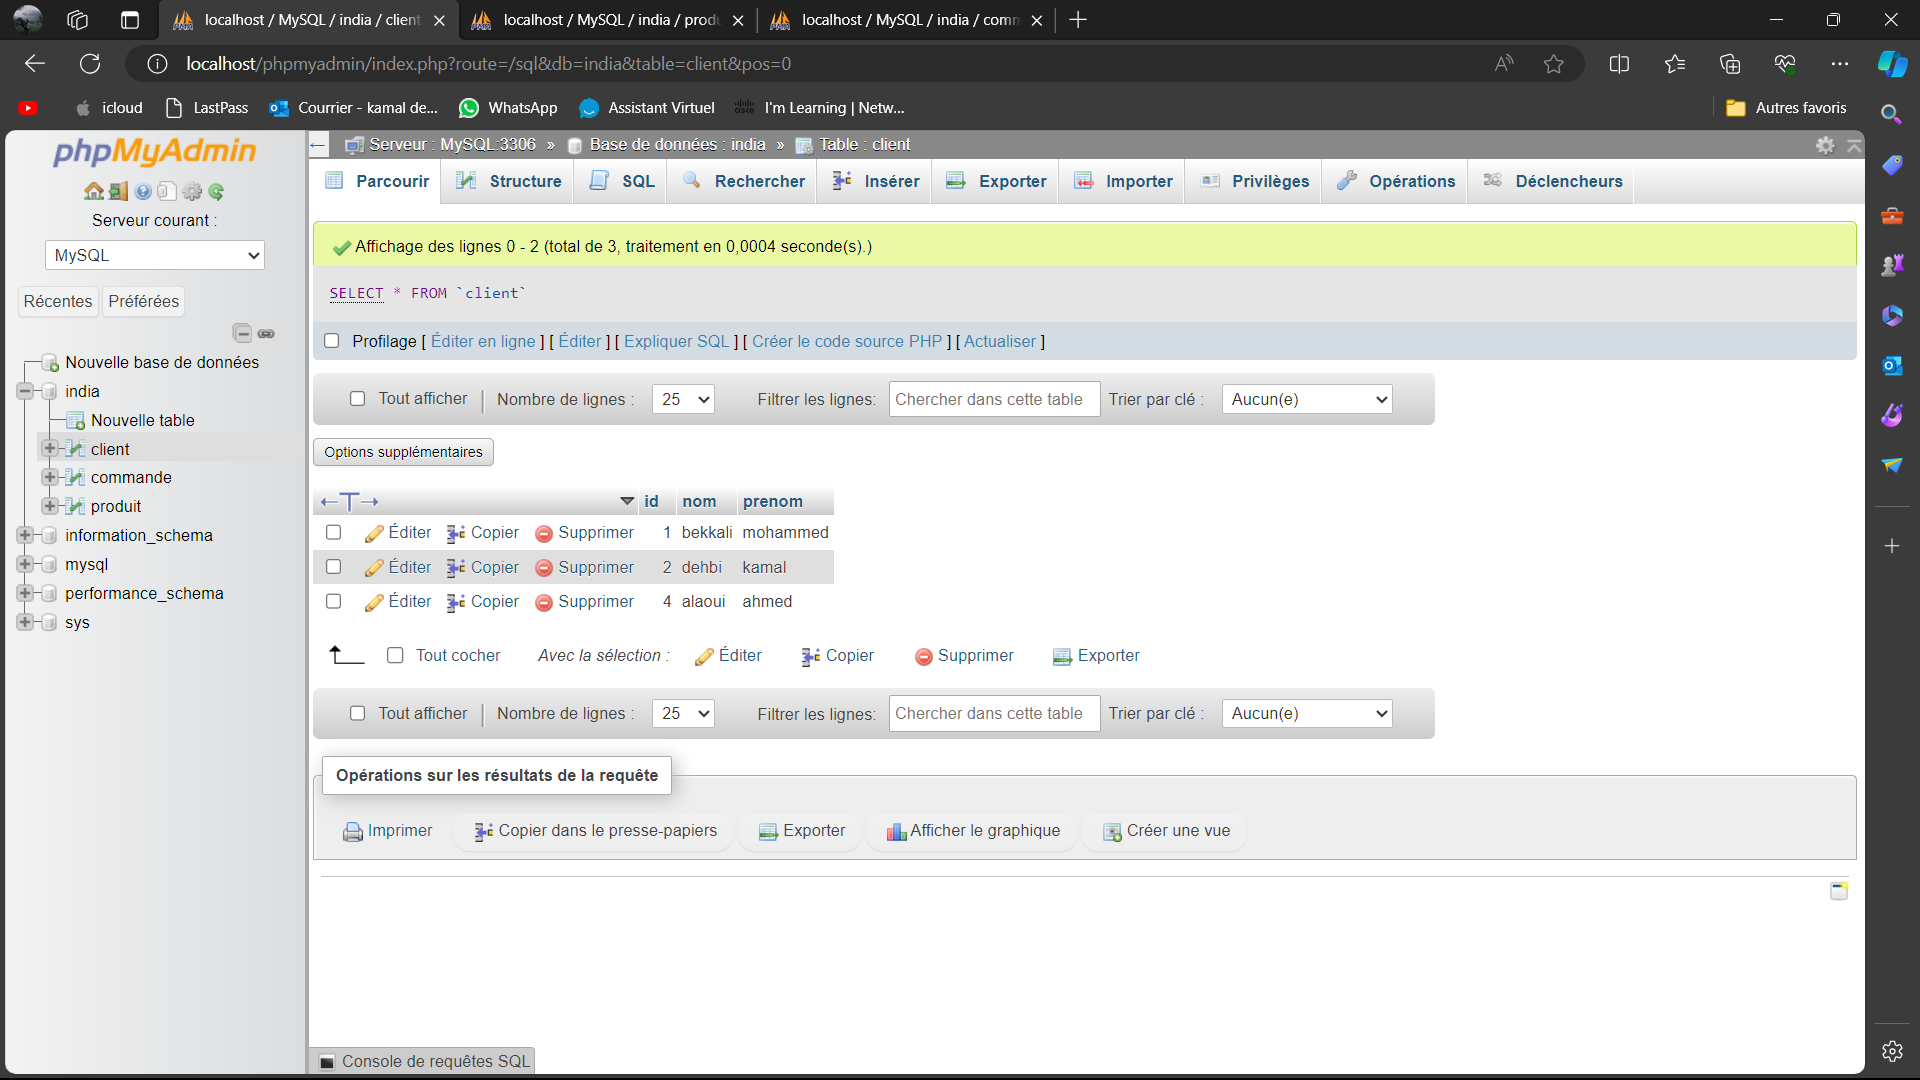 localhost / MySQL / india / client
localhost / MySQL / india / produ
localhost / MySQL / india / comm
localhost/phpmyadmin/index.php?route=/sql&db=india&table=client&pos=0
icloud
LastPass
Courrier - kamal de...
WhatsApp
Assistant Virtuel
I'm Learning | Netw...
Autres favoris
phpMyAdmin
Serveur courant :
MySQL
Récentes Préférées
Nouvelle base de données
india
Nouvelle table
client
commande
produit
information_schema
mysql
performance_schema
sys
Serveur : MySQL:3306 » Base de données : india » Table : client
Parcourir Structure SQL Rechercher Insérer Exporter Importer Privilèges Opérations Déclencheurs
Affichage des lignes 0 - 2 (total de 3, traitement en 0,0004 seconde(s).)
SELECT * FROM `client`
Profilage [ Éditer en ligne ] [ Éditer ] [ Expliquer SQL ] [ Créer le code source PHP ] [ Actualiser ]
Tout afficher Nombre de lignes : 25 Filtrer les lignes: Chercher dans cette table Trier par clé : Aucun(e)
Options supplémentaires
←T→ id nom prenom
Éditer Copier Supprimer 1 bekkali mohammed
Éditer Copier Supprimer 2 dehbi kamal
Éditer Copier Supprimer 4 alaoui ahmed
Tout cocher Avec la sélection : Éditer Copier Supprimer Exporter
Tout afficher Nombre de lignes : 25 Filtrer les lignes: Chercher dans cette table Trier par clé : Aucun(e)
Opérations sur les résultats de la requête
Imprimer Copier dans le presse-papiers Exporter Afficher le graphique Créer une vue
Console de requêtes SQL